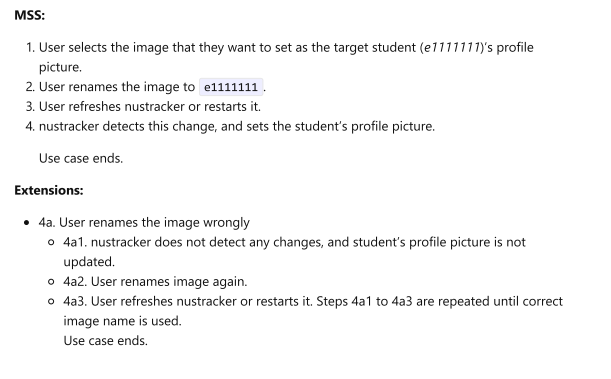 MSS:
1. User selects the image that they want to set as the target student (e1111111)'s profile
picture.
2. User renames the image to e1111111 .
3. User refreshes nustracker or restarts it.
4. nustracker detects this change, and sets the student's profile picture.
Use case ends.
Extensions:
• 4a. User renames the image wrongly
○ 4a1. nustracker does not detect any changes, and student's profile picture is not
updated.
○ 4a2. User renames image again.
○ 4a3. User refreshes nustracker or restarts it. Steps 4a1 to 4a3 are repeated until correct
image name is used.
Use case ends.